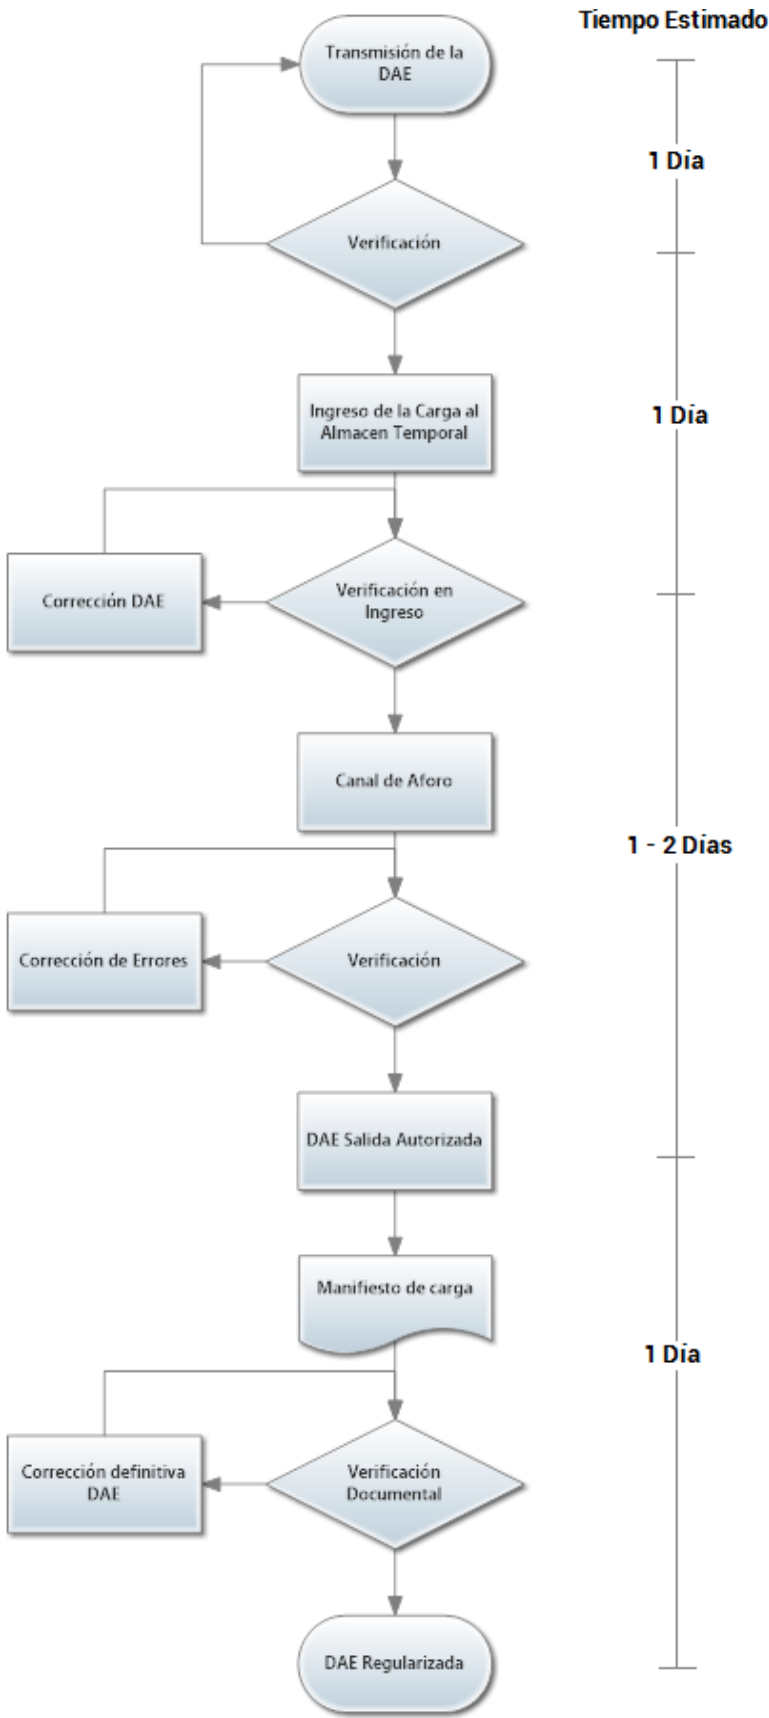 Tiempo Estimado
Transmisión de la
DAE
1 Día
Verificación
Ingreso de la Carga al
Almacen Temporal
1 Día
Corrección DAE
Verificación en
Ingreso
Canal de Aforo
1 - 2 Días
Corrección de Errores
Verificación
DAE Salida Autorizada
Manifiesto de carga
1 Día
Corrección definitiva
DAE
Verificación
Documental
DAE Regularizada